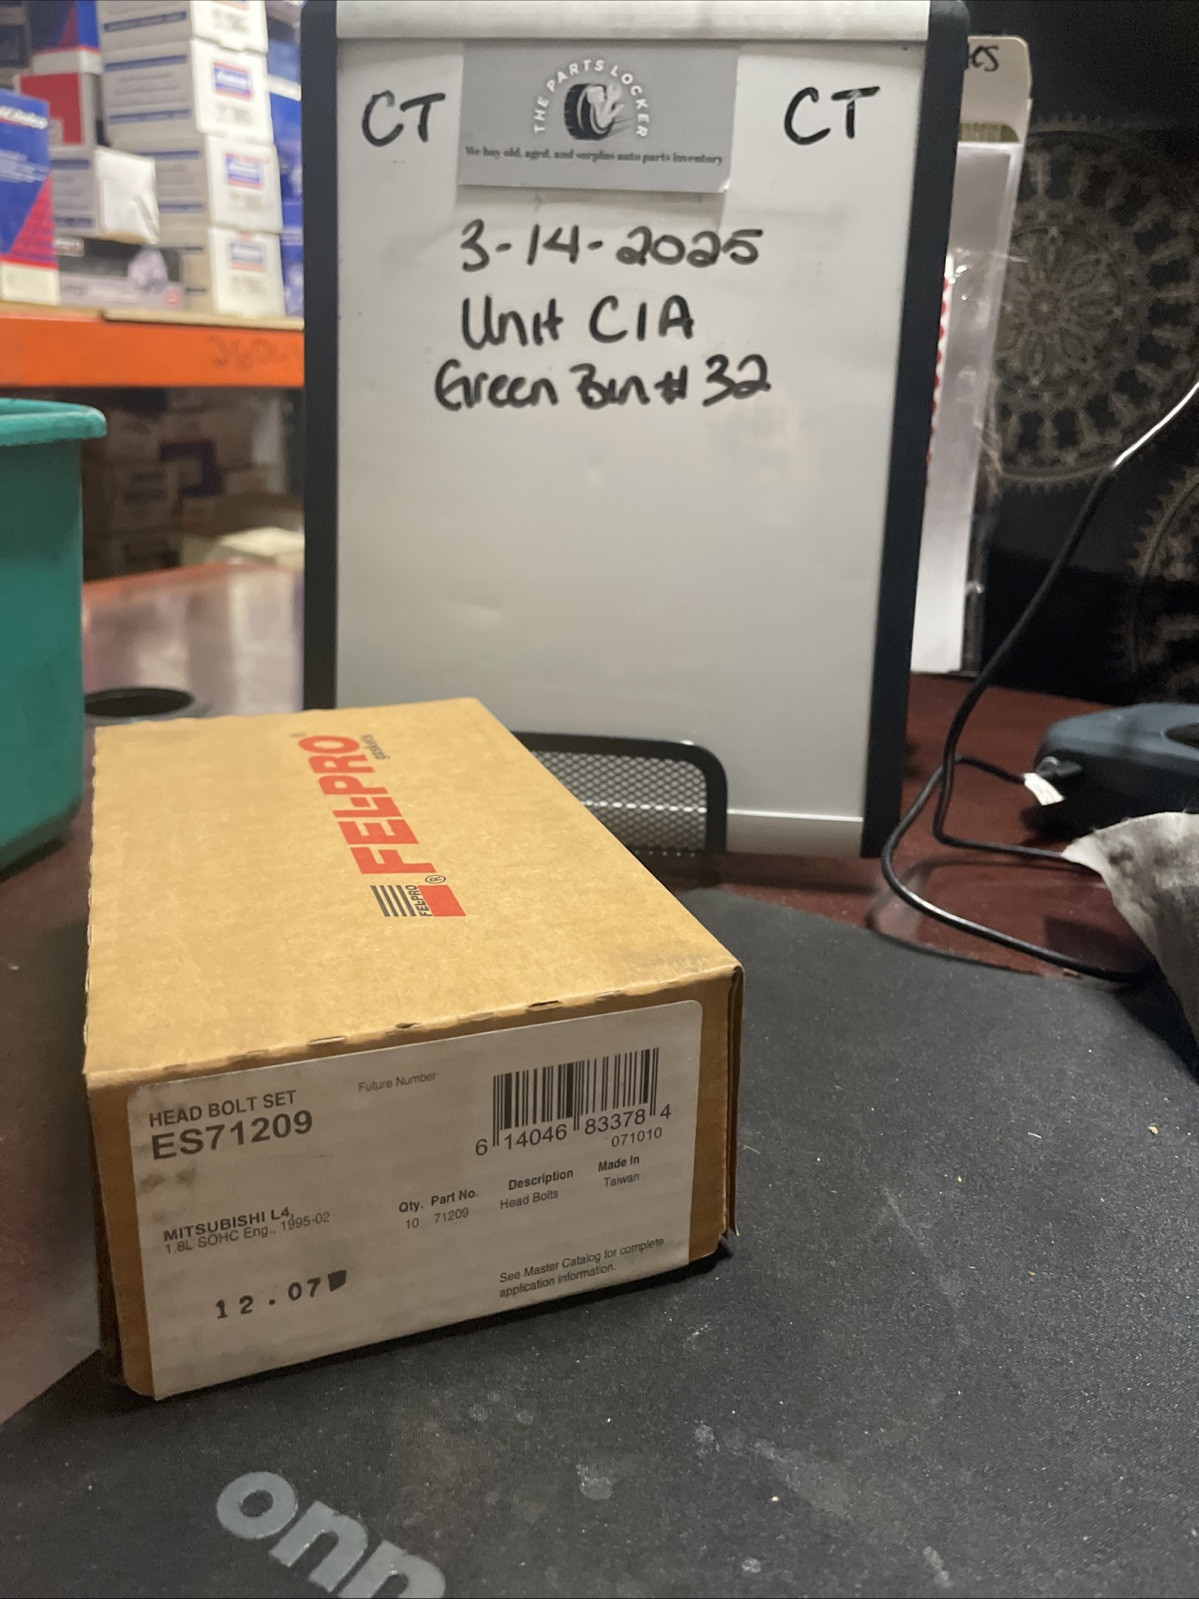 CT
CT
THE PARTS LOCKER
We buy old, aged, and surplus auto parts inventory
3-14-2025
Unit C1A
Green Bin # 32
FEL-PRO®
gaskets
FEL-PRO
HEAD BOLT SET
ES71209
Future Number
6 14046 83378 4
071010
MITSUBISHI L4,
1.8L SOHC Eng., 1995-02
Qty. Part No. Description Made In
10 71209 Head Bolts Taiwan
12.07
See Master Catalog for complete
application information.
onn